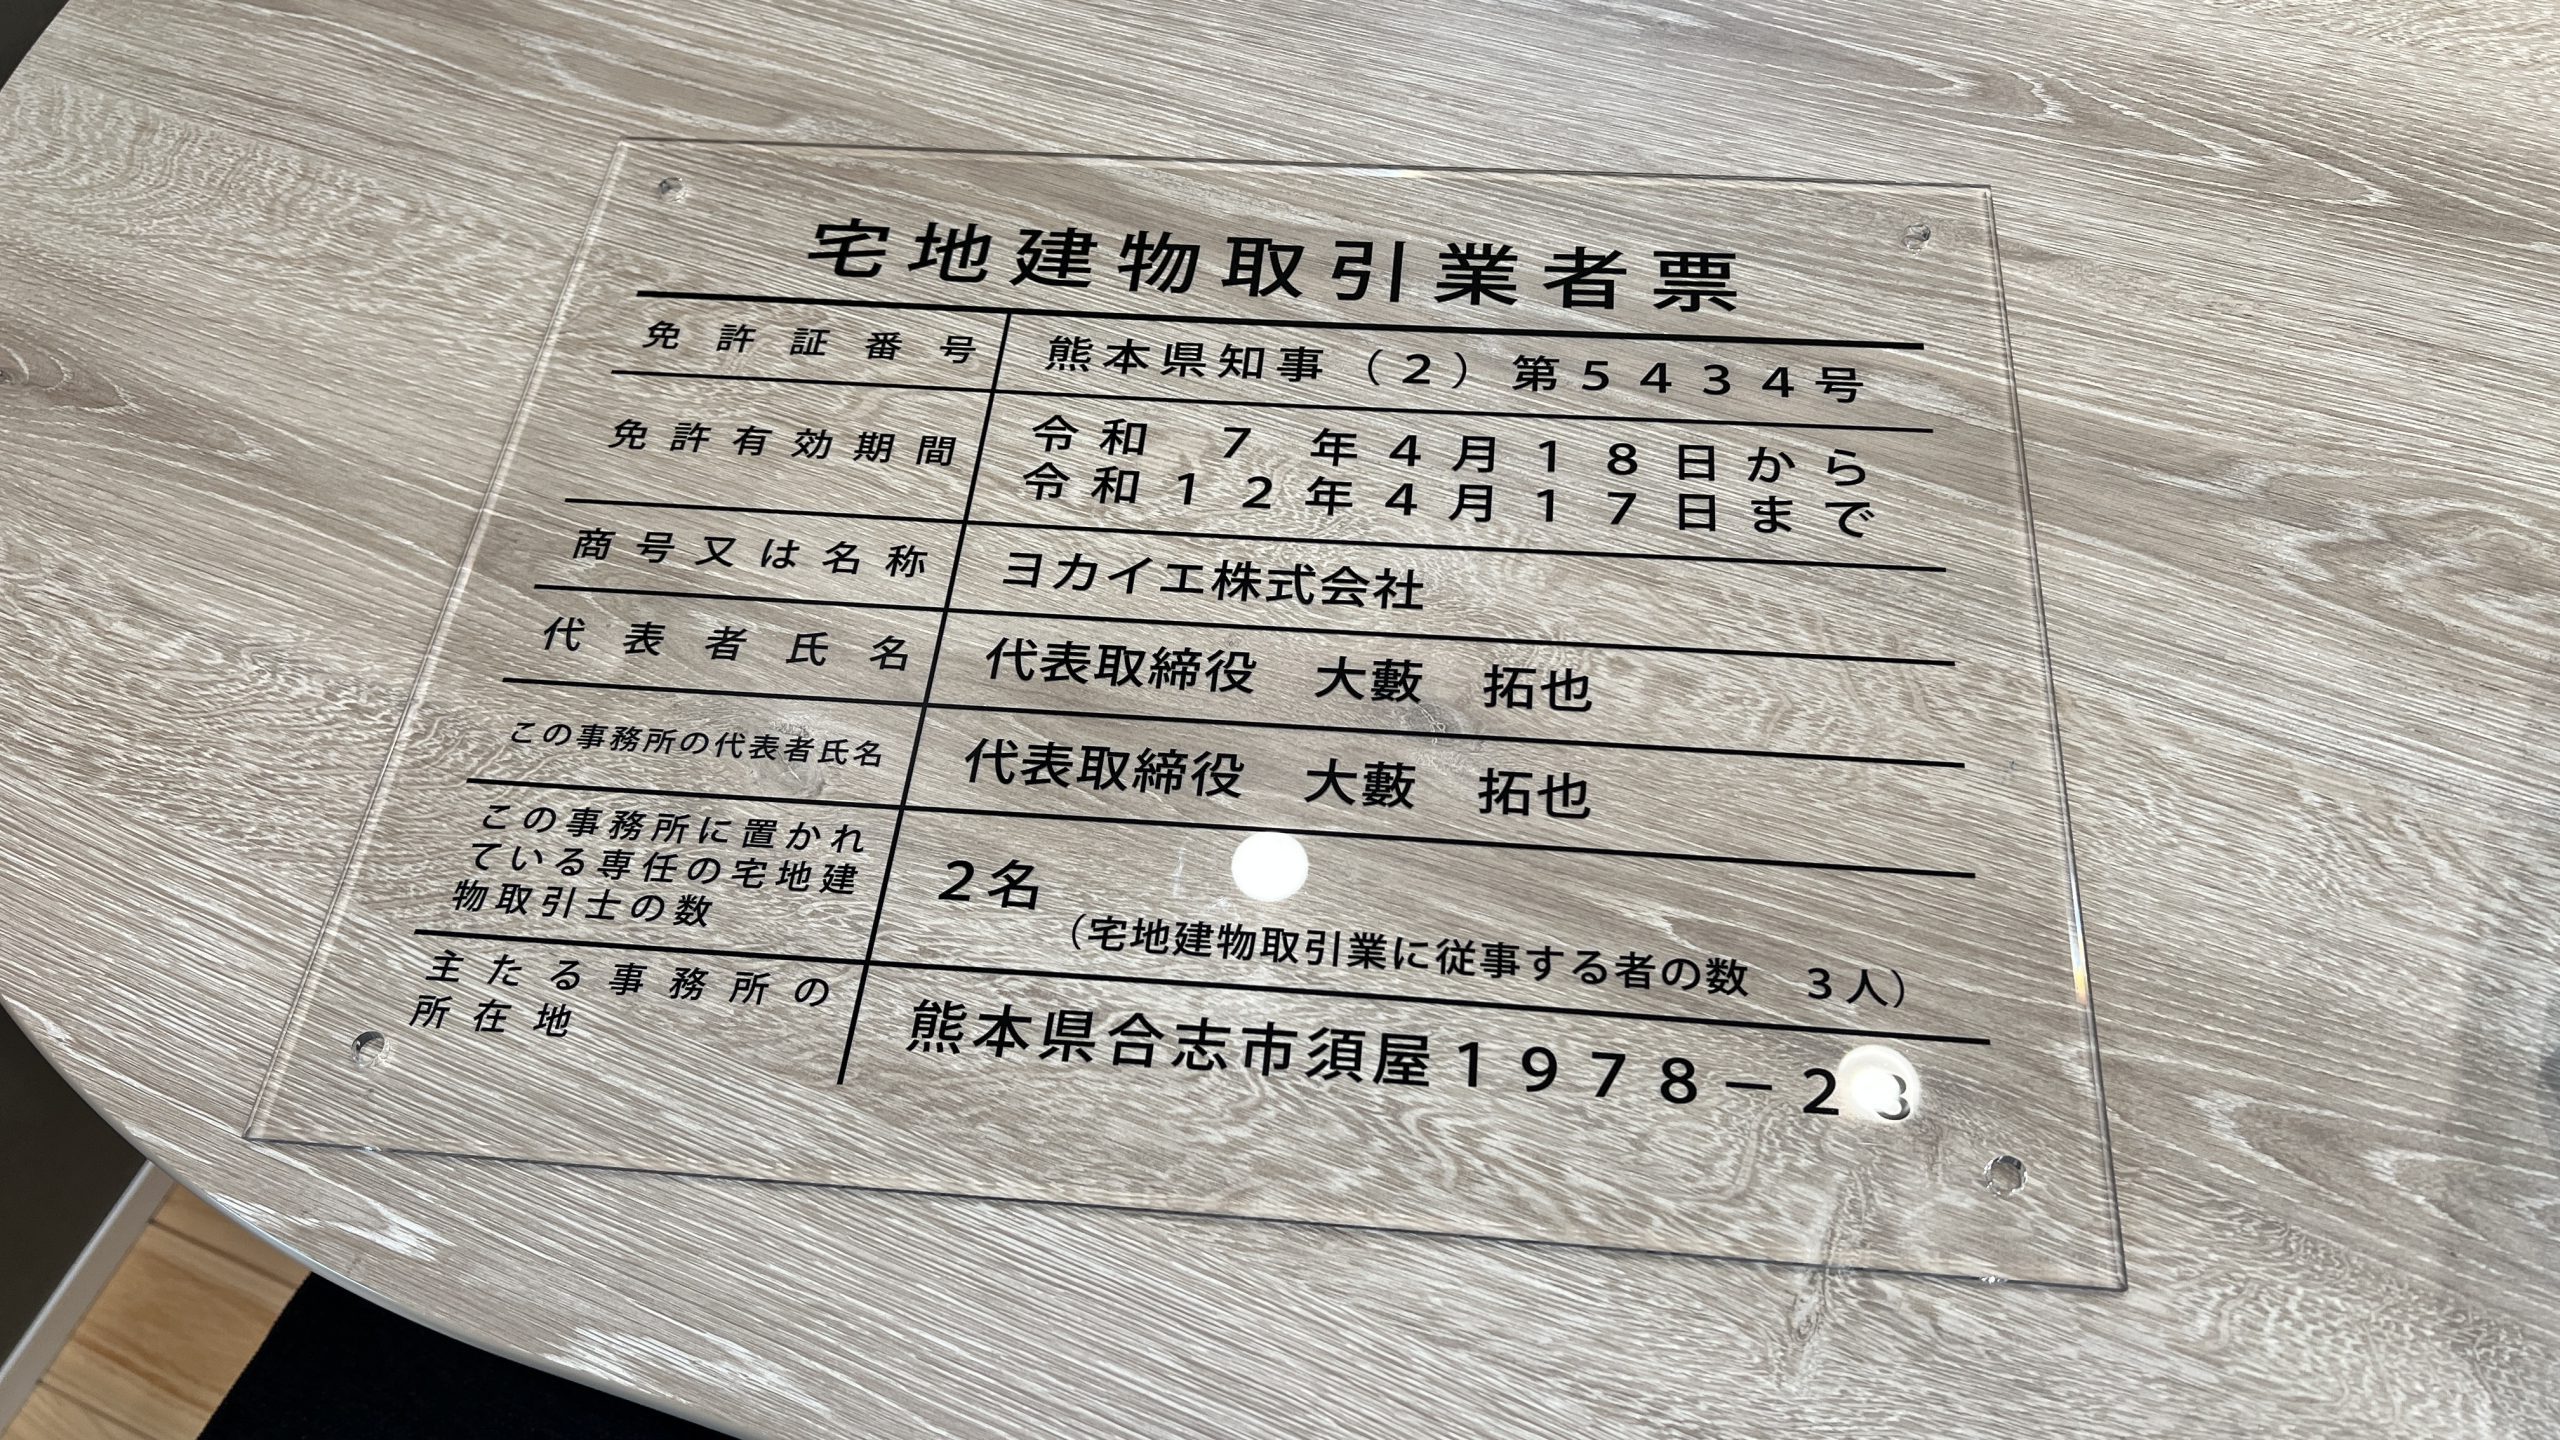 宅地建物取引業者票
免許証番号 熊本県知事（２）第５４３４号
免許有効期間 令和 ７ 年４月１８日から
令和１２年４月１７日まで
商号又は名称 ヨカイエ株式会社
代表者氏名 代表取締役 大藪 拓也
この事務所の代表者氏名 代表取締役 大藪 拓也
この事務所に置かれ
ている専任の宅地建
物取引士の数
２名
（宅地建物取引業に従事する者の数 ３人）
主たる事務所の
所在地
熊本県合志市須屋１９７８－２